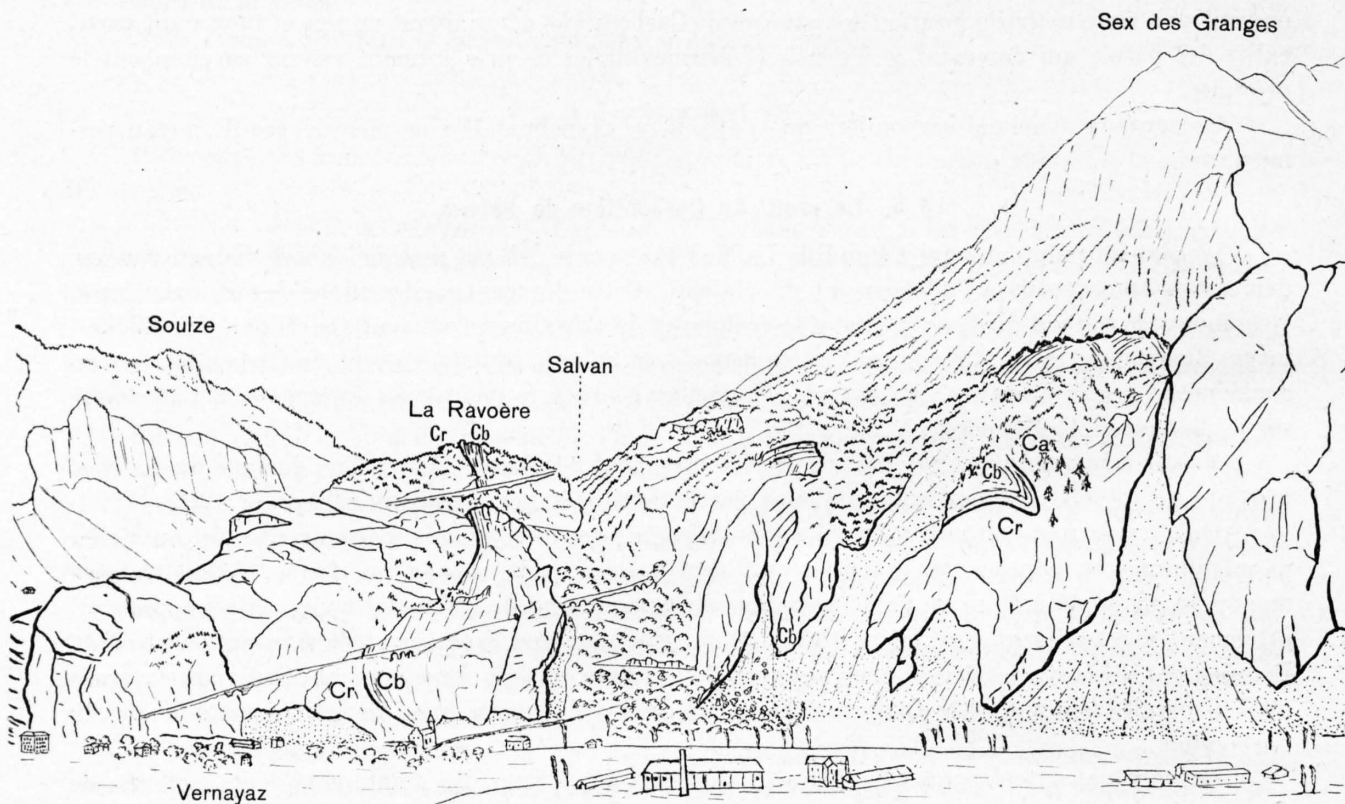 Sex des Granges
Soulze
Salvan
La Ravoère
Cr Cb
Ca
Cb
Cr
Cb
Cr Cb
Vernayaz